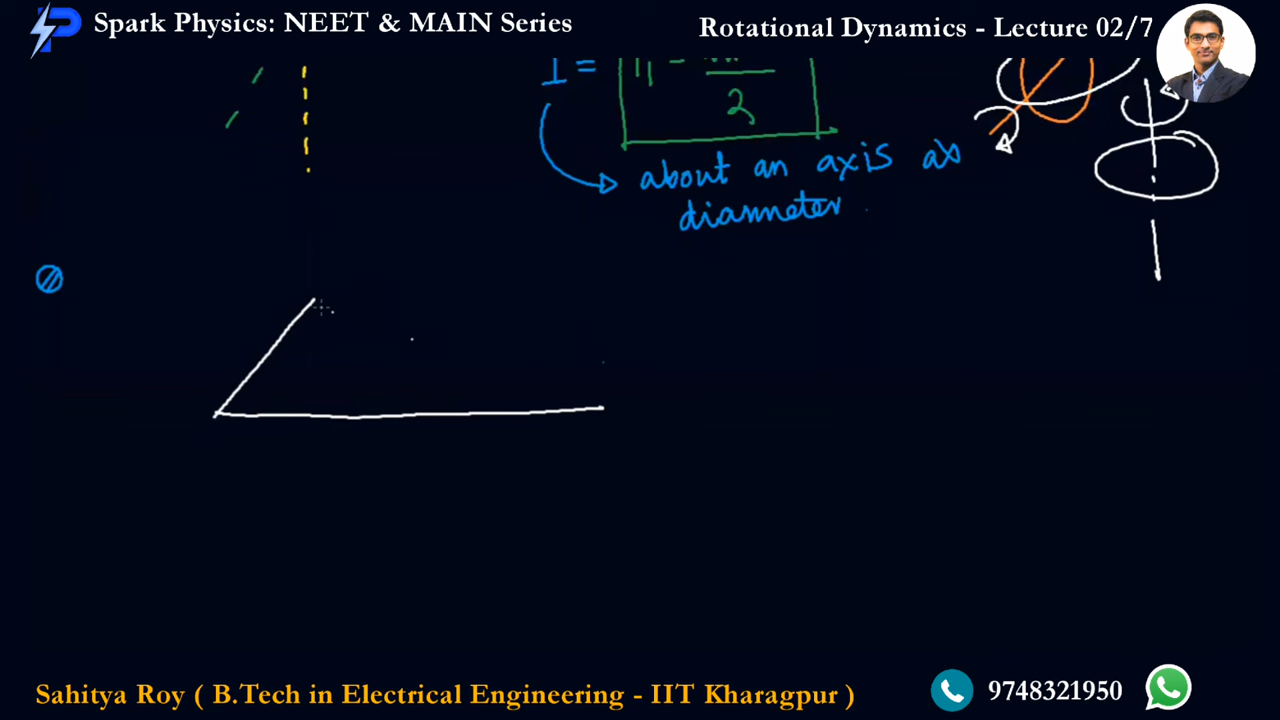 Spark Physics: NEET & MAIN Series
Rotational Dynamics - Lecture 02/7
I =
2
about an axis as
diameter
Sahitya Roy ( B.Tech in Electrical Engineering - IIT Kharagpur )
9748321950